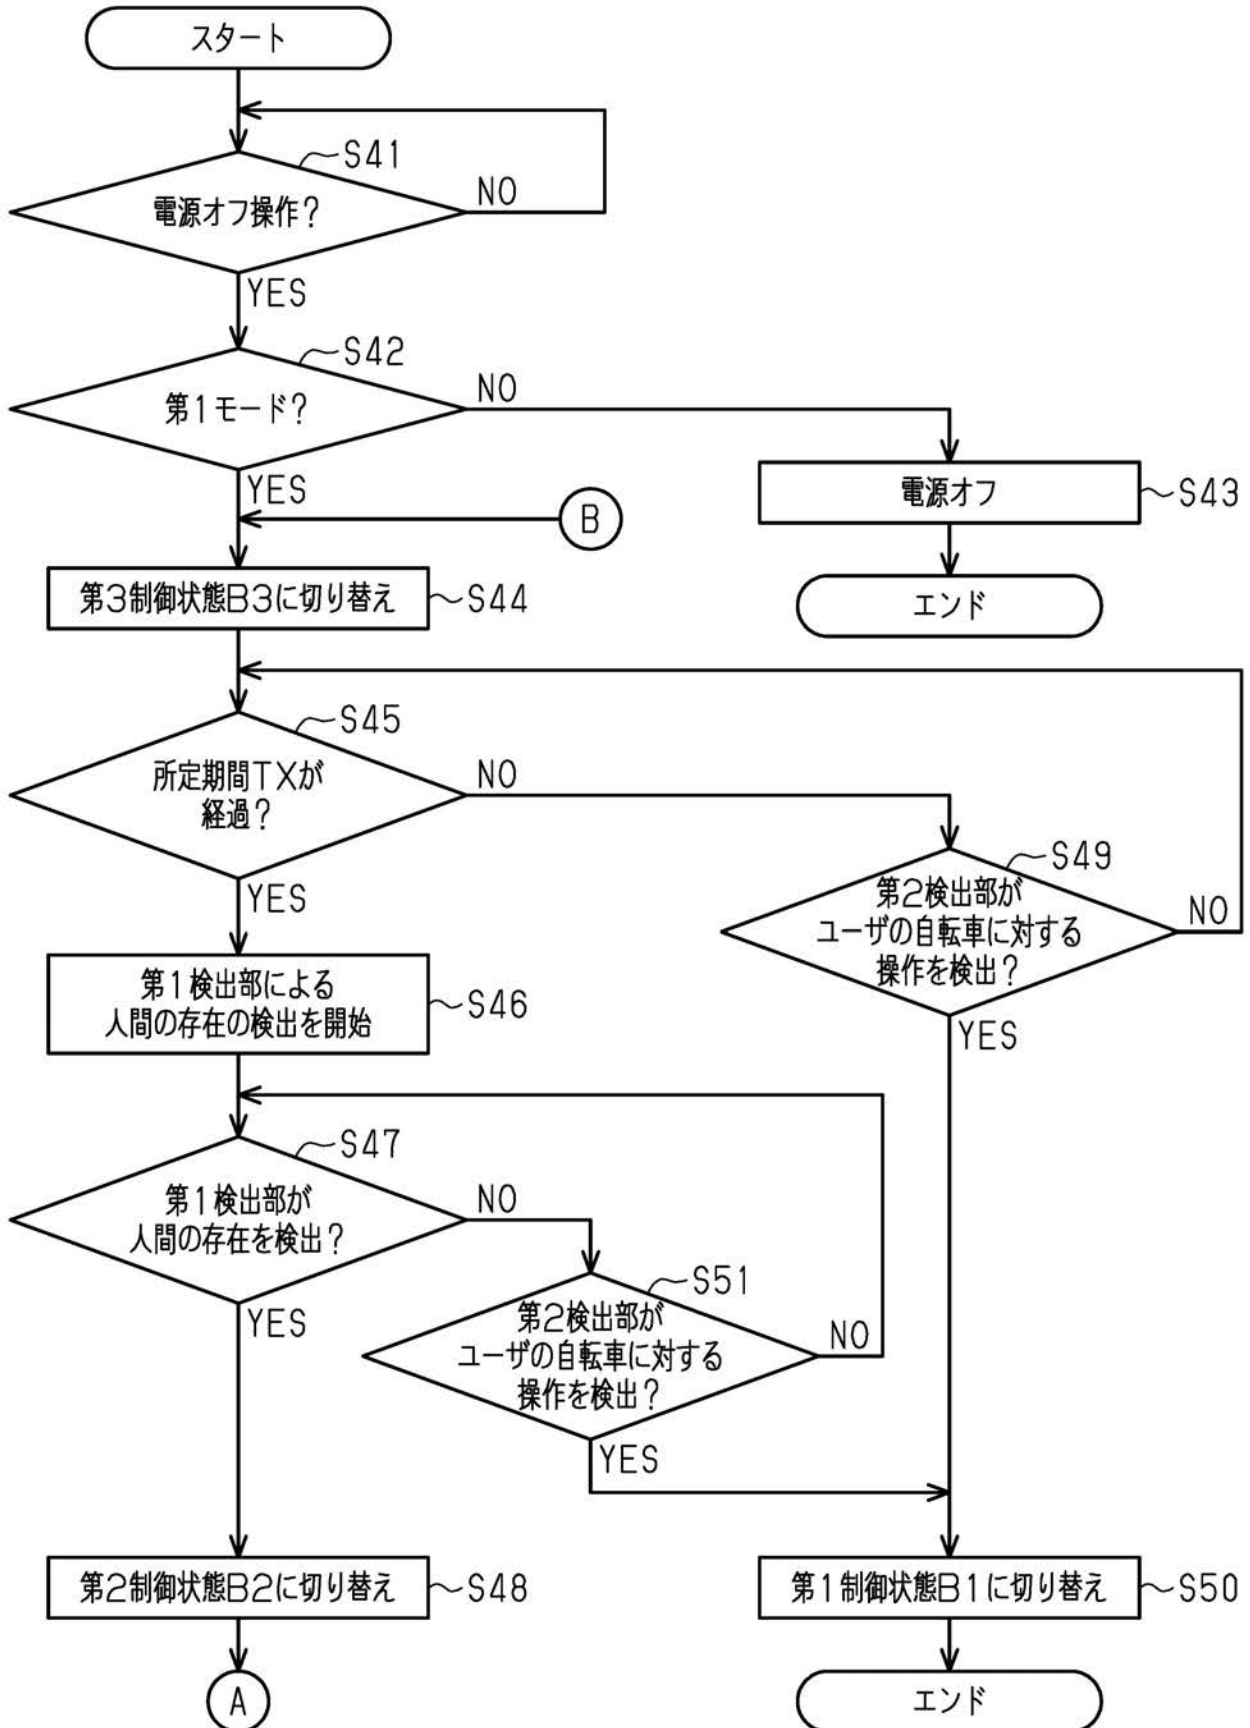 スタート
S41
電源オフ操作?
NO
YES
S42
第1モード?
NO
YES
電源オフ
S43
B
エンド
第3制御状態B3に切り替え
S44
S45
所定期間TXが
経過?
NO
YES
S49
第2検出部が
ユーザの自転車に対する
操作を検出?
NO
YES
第1検出部による
人間の存在の検出を開始
S46
S47
第1検出部が
人間の存在を検出?
NO
YES
S51
第2検出部が
ユーザの自転車に対する
操作を検出?
NO
YES
第2制御状態B2に切り替え
S48
第1制御状態B1に切り替え
S50
A
エンド